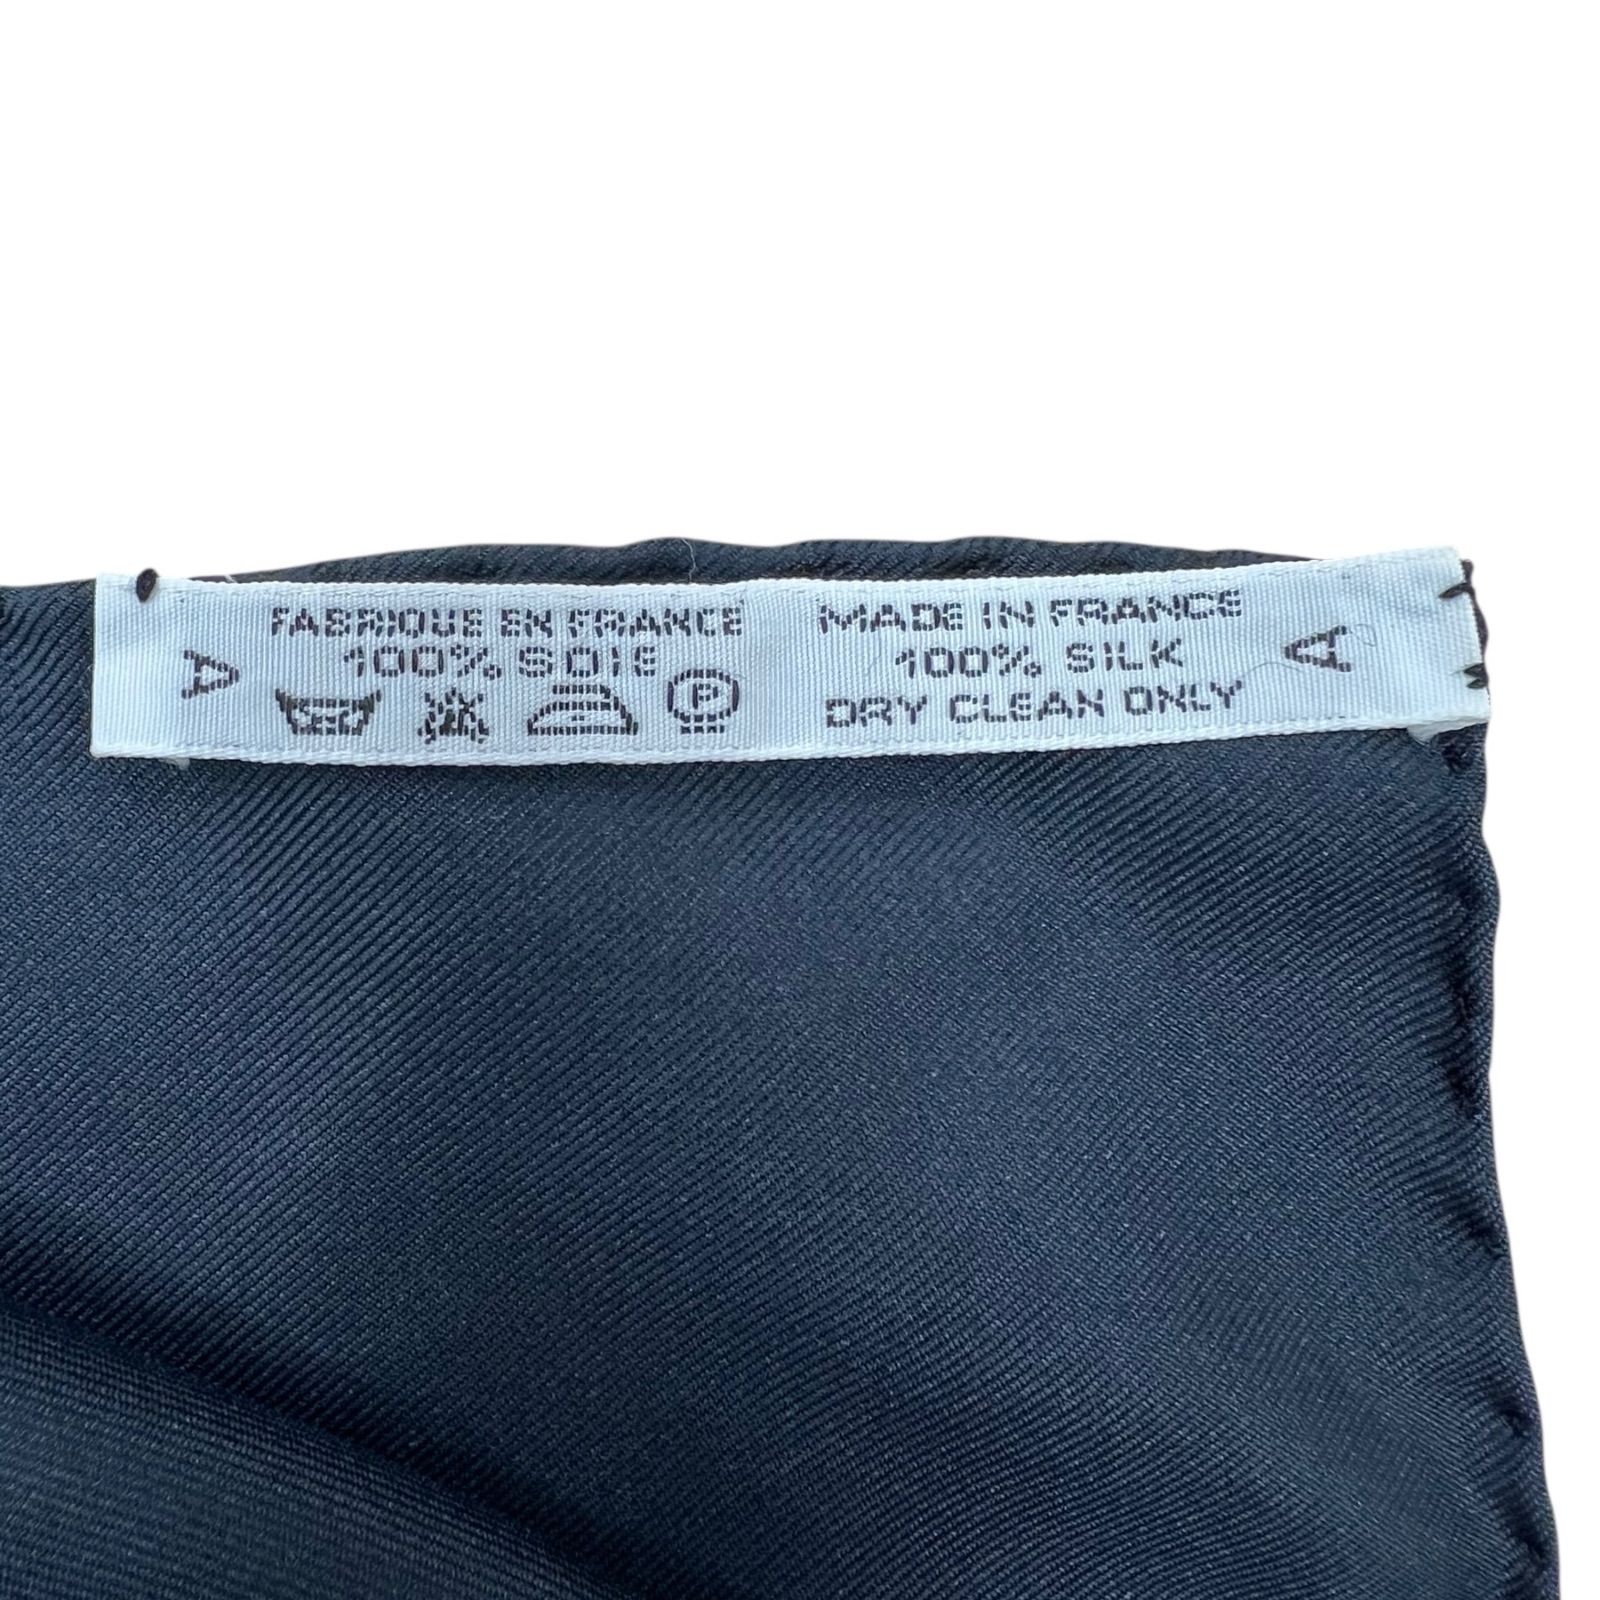 A
FABRIQUE EN FRANCE
100% SOIE
P
MADE IN FRANCE
100% SILK
DRY CLEAN ONLY
A